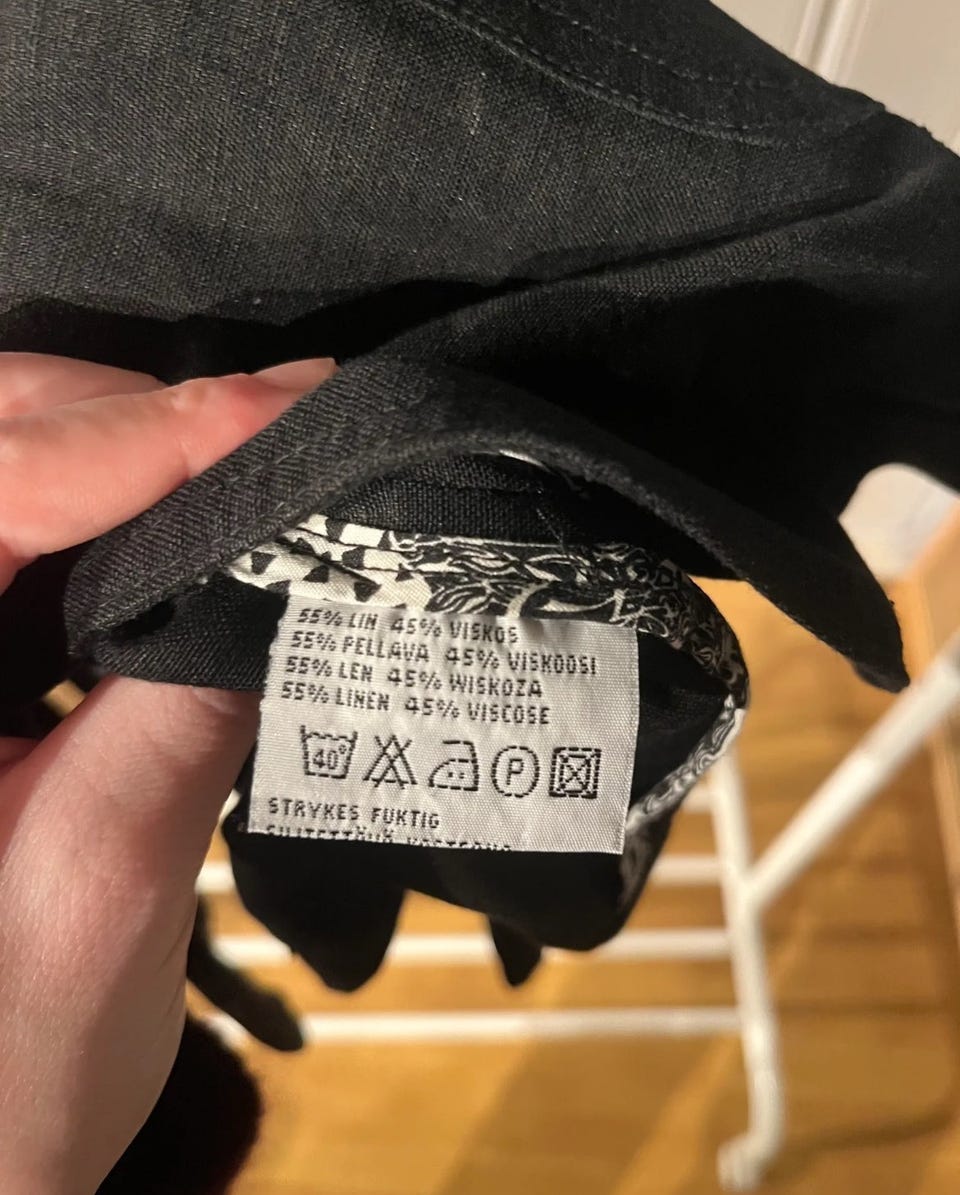 55% LIN 45% VISKOS
55% PELLAVA 45% VISKOOSI
55% LEN 45% WISKOZA
55% LINEN 45% VISCOSE
40° P
STRYKES FUKTIG